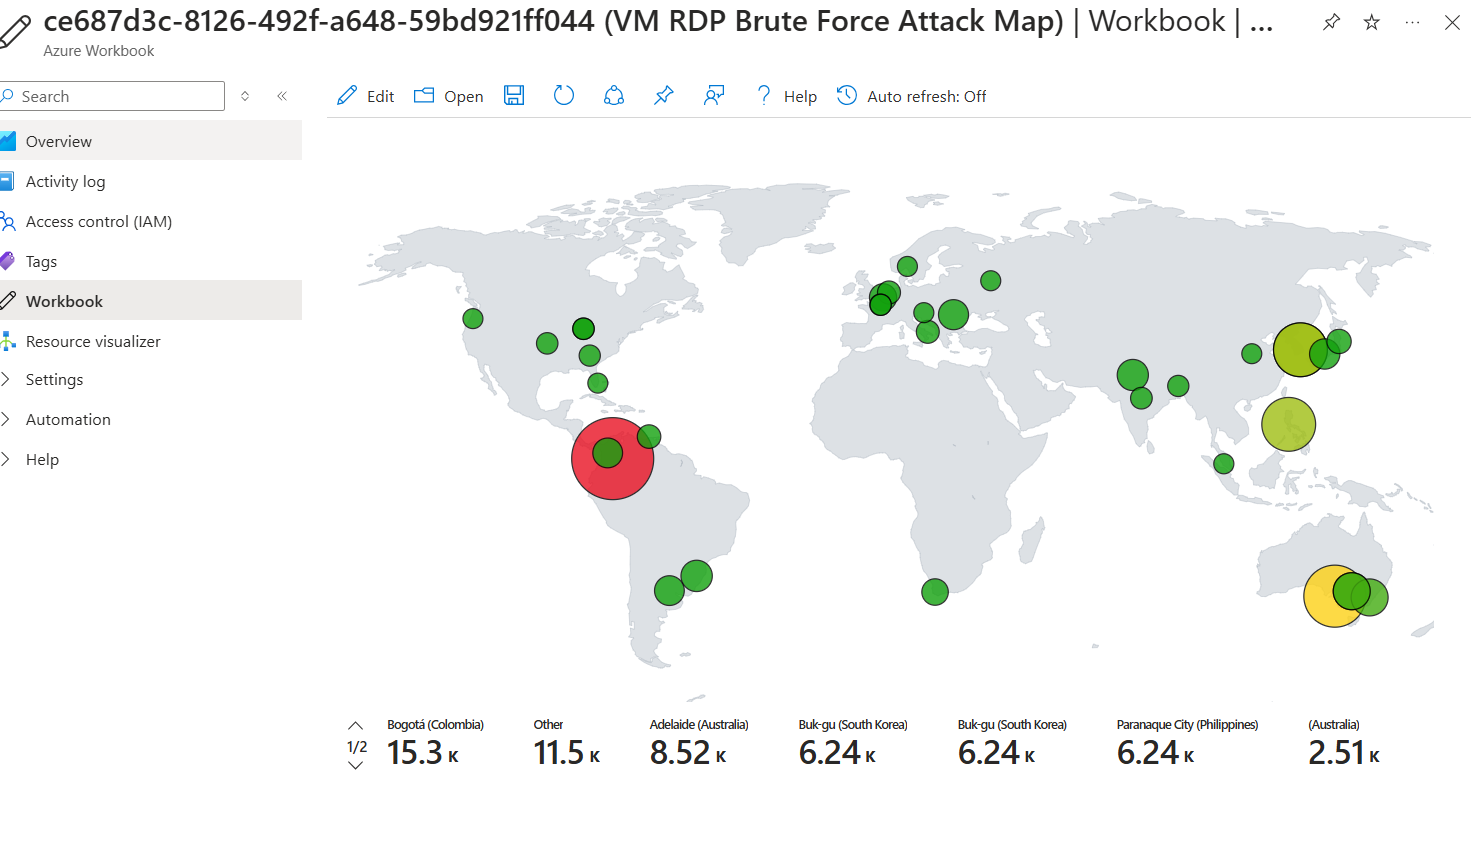 ce687d3c-8126-492f-a648-59bd921ff044 (VM RDP Brute Force Attack Map) | Workbook | ...
Azure Workbook
Search
Edit
Open
Help
Auto refresh: Off
Overview
Activity log
Access control (IAM)
Tags
Workbook
Resource visualizer
Settings
Automation
Help
1/2
Bogotá (Colombia)
15.3 K
Other
11.5 K
Adelaide (Australia)
8.52 K
Buk-gu (South Korea)
6.24 K
Buk-gu (South Korea)
6.24 K
Paranaque City (Philippines)
6.24 K
(Australia)
2.51 K